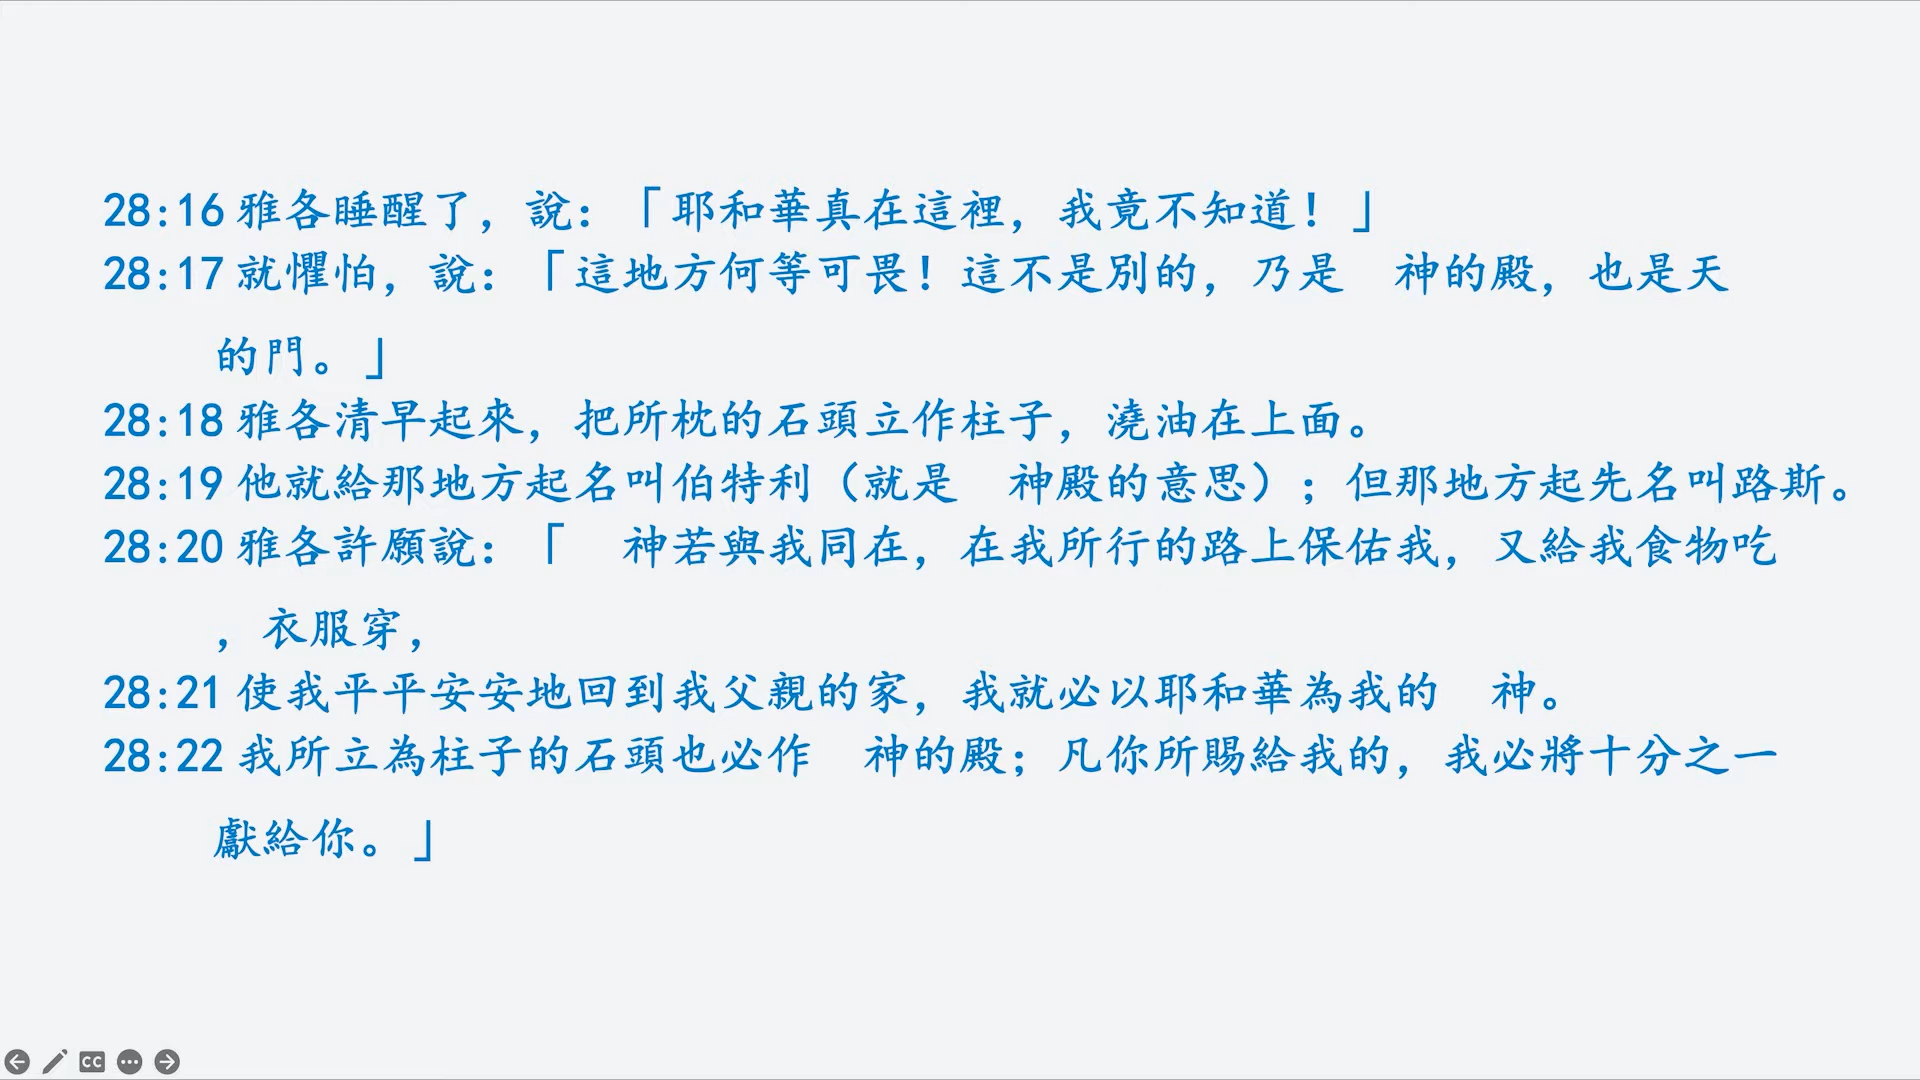 28:16 雅各睡醒了，說：「耶和華真在這裡，我竟不知道！」
28:17 就懼怕，說：「這地方何等可畏！這不是別的，乃是　神的殿，也是天
的門。」
28:18 雅各清早起來，把所枕的石頭立作柱子，澆油在上面。
28:19 他就給那地方起名叫伯特利（就是　神殿的意思）；但那地方起先名叫路斯。
28:20 雅各許願說：「　神若與我同在，在我所行的路上保佑我，又給我食物吃
，衣服穿，
28:21 使我平平安安地回到我父親的家，我就必以耶和華為我的　神。
28:22 我所立為柱子的石頭也必作　神的殿；凡你所賜給我的，我必將十分之一
獻給你。」
CC